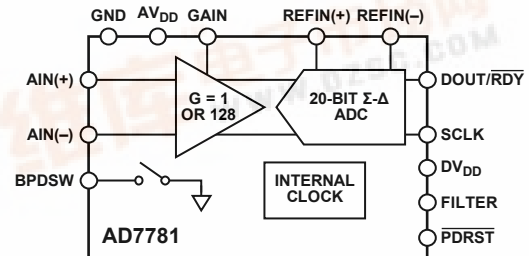 GND AVDD GAIN REFIN(+) REFIN(–)
AIN(+)
G = 1
OR 128
20-BIT Σ-Δ
ADC
DOUT/RDY
AIN(–)
SCLK
BPDSW
INTERNAL
CLOCK
DVDD
FILTER
AD7781
PDRST